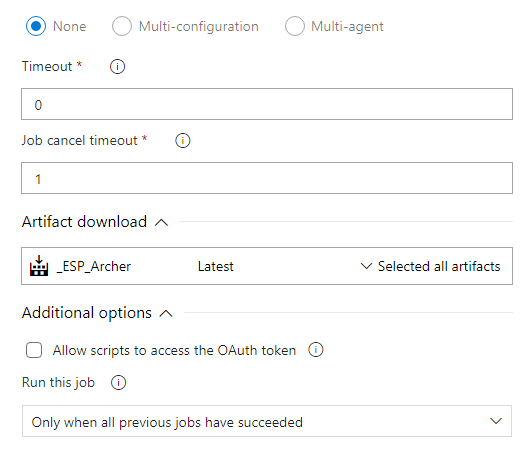 None Multi-configuration Multi-agent
Timeout *
0
Job cancel timeout *
1
Artifact download
_ESP_Archer Latest Selected all artifacts
Additional options
Allow scripts to access the OAuth token
Run this job
Only when all previous jobs have succeeded